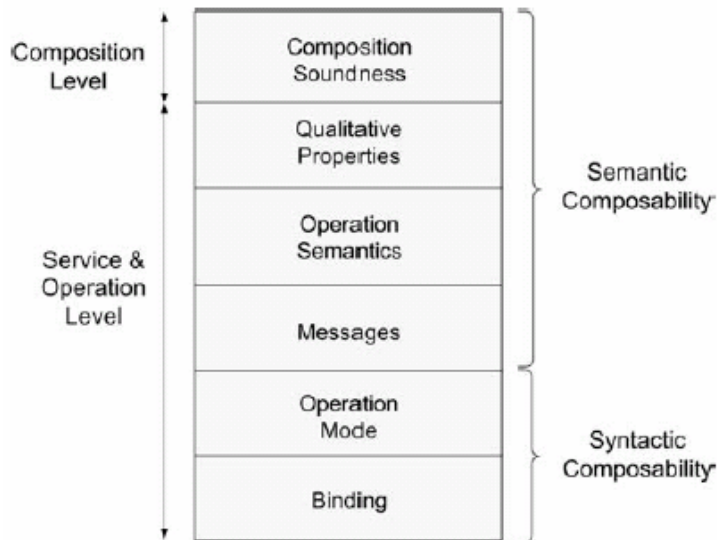 Composition
Level
Service &
Operation
Level
Composition
Soundness
Qualitative
Properties
Operation
Semantics
Messages
Operation
Mode
Binding
Semantic
Composability
Syntactic
Composability